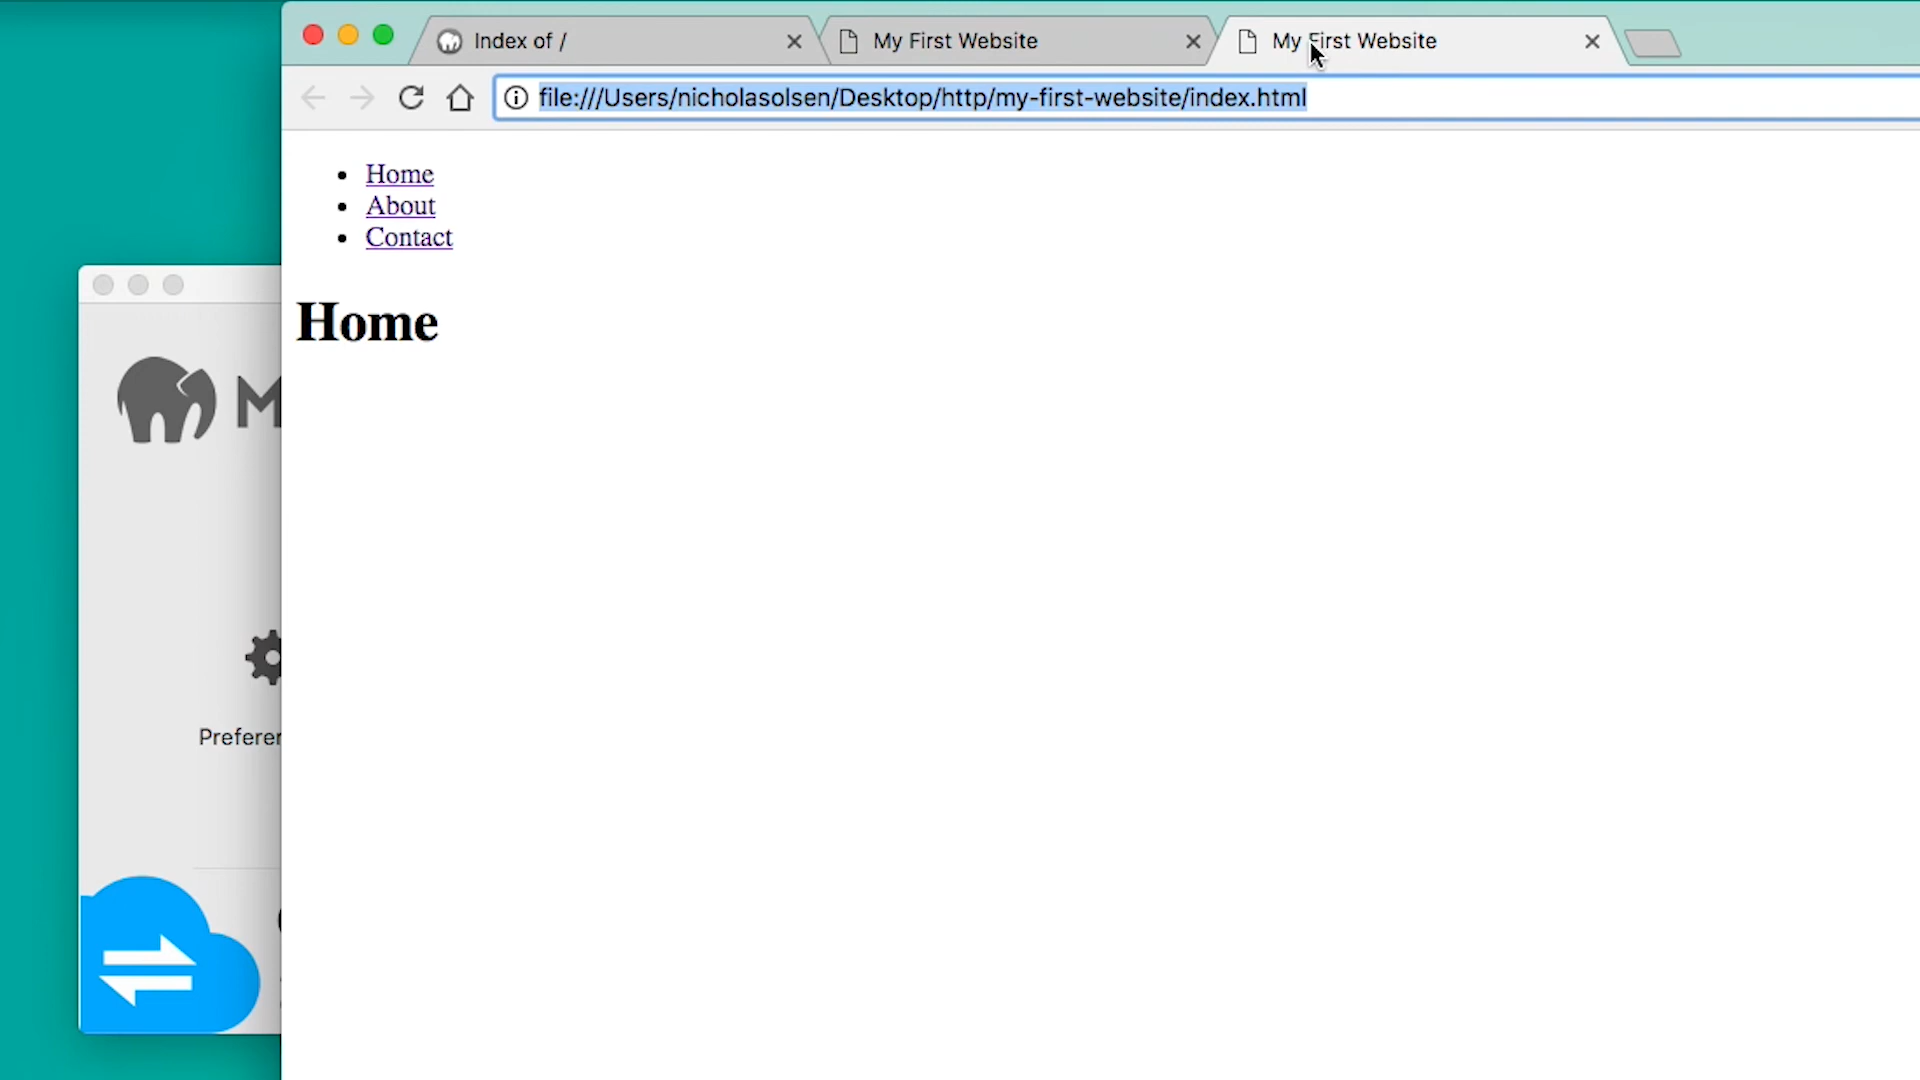 Index of /
My First Website
My First Website
file:///Users/nicholasolsen/Desktop/http/my-first-website/index.html
Home
About
Contact
Home
M
Prefere